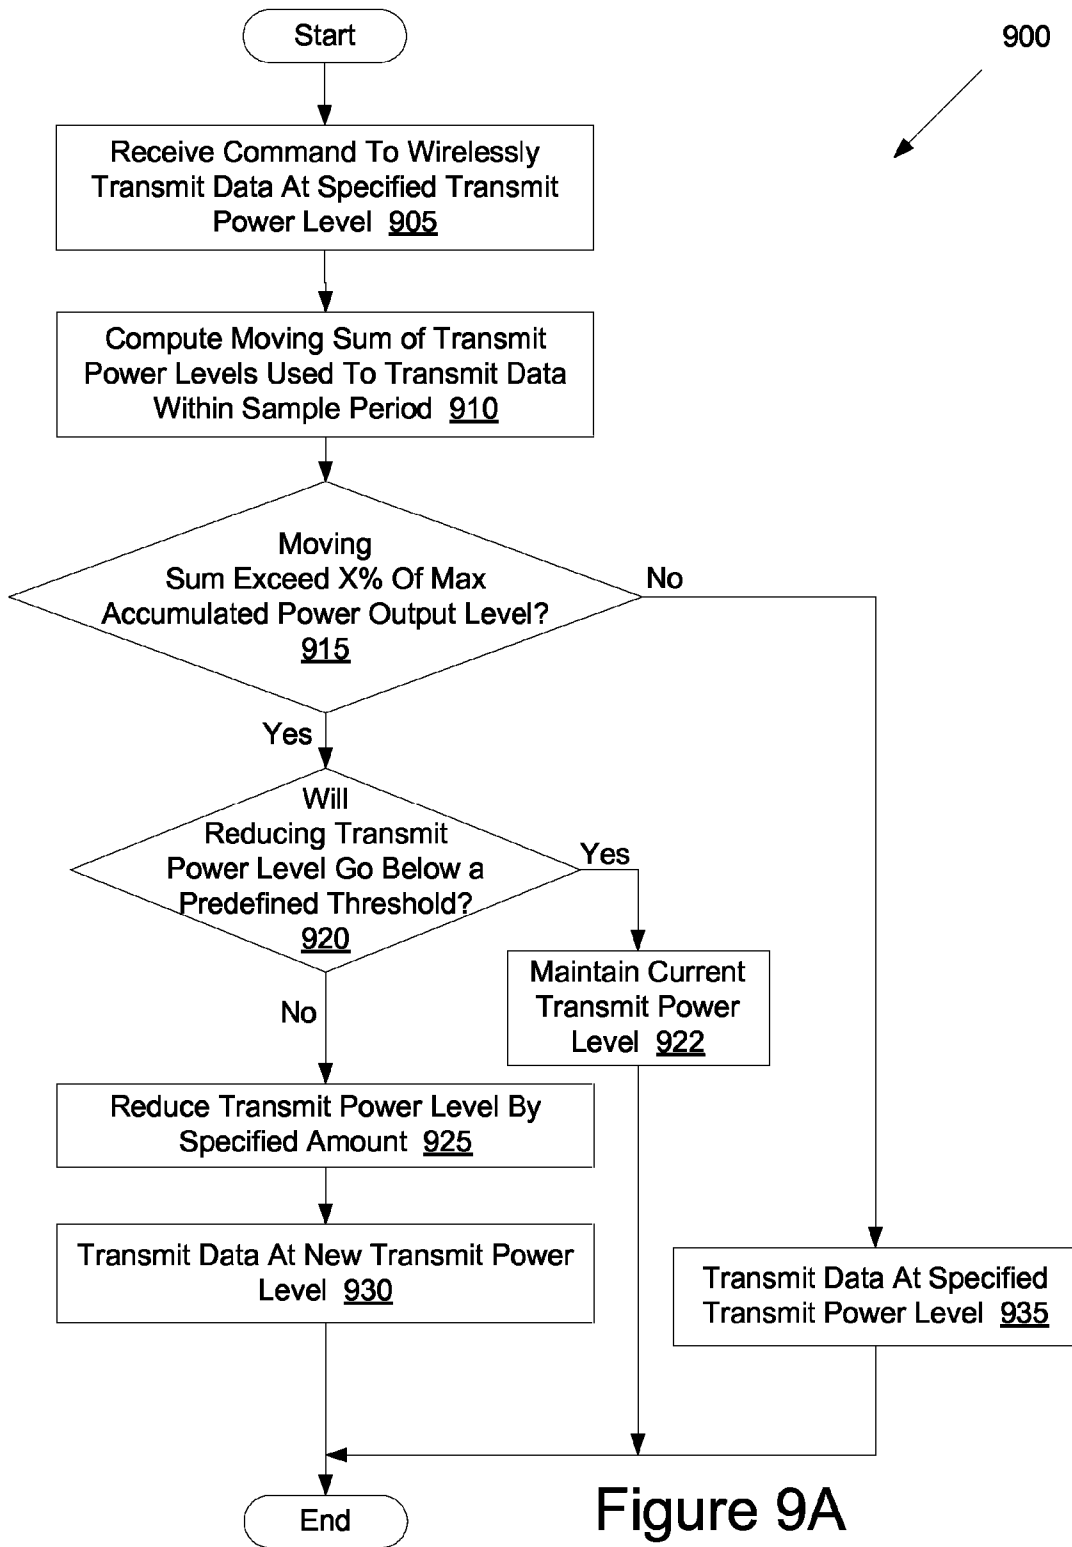 Start
900
Receive Command To Wirelessly
Transmit Data At Specified Transmit
Power Level 905
Compute Moving Sum of Transmit
Power Levels Used To Transmit Data
Within Sample Period 910
Moving
Sum Exceed X% Of Max
Accumulated Power Output Level?
915
No
Yes
Will
Reducing Transmit
Power Level Go Below a
Predefined Threshold?
920
Yes
Maintain Current
Transmit Power
Level 922
No
Reduce Transmit Power Level By
Specified Amount 925
Transmit Data At New Transmit Power
Level 930
Transmit Data At Specified
Transmit Power Level 935
End
Figure 9A